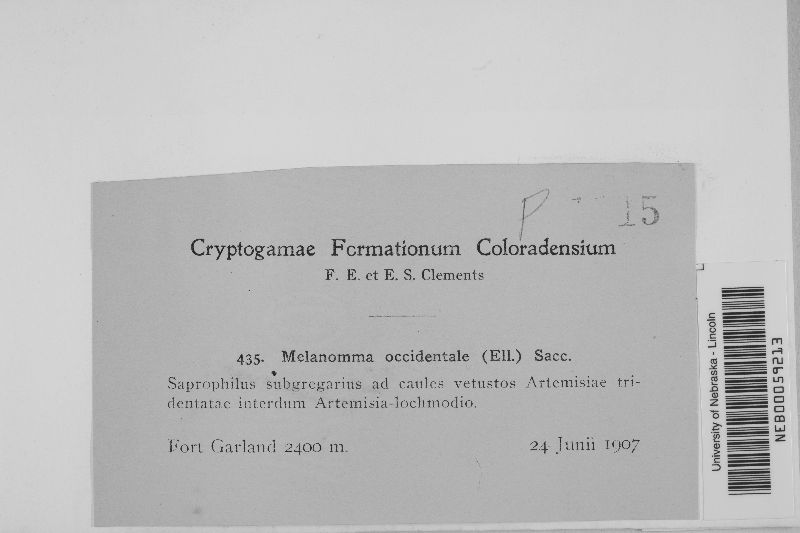 P 15
Cryptogamae Formationum Coloradensium
F. E. et E. S. Clements
435. Melanomma occidentale (Ell.) Sacc.
Saprophilus subgregarius ad caules vetustos Artemisiae tri-
dentatae interdum Artemisia-lochmodio.
Fort Garland 2400 m. 24 Junii 1907
University of Nebraska - Lincoln
NEB00059213